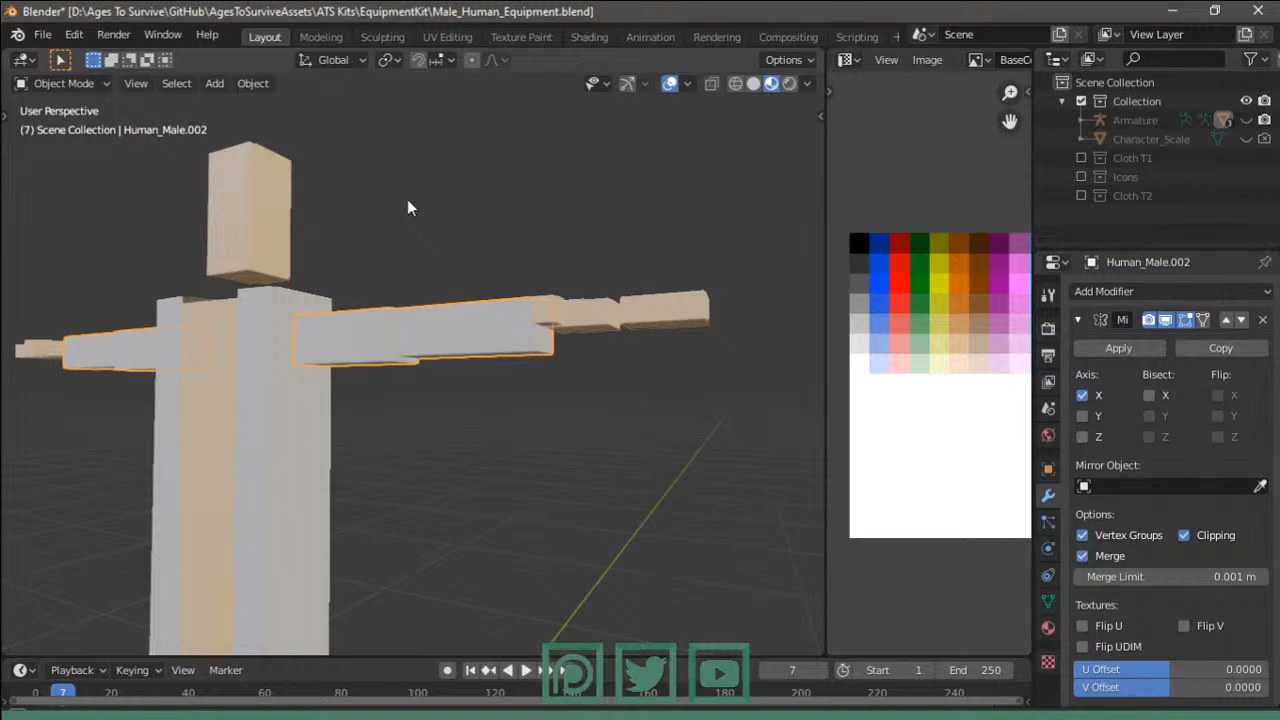 Blender* [D:\Ages To Survive\GitHub\AgesToSurviveAssets\ATS Kits\EquipmentKit\Male_Human_Equipment.blend]
File Edit Render Window Help Layout Modeling Sculpting UV Editing Texture Paint Shading Animation Rendering Compositing Scripting + Scene View Layer
Global Options View Image BaseC
Object Mode View Select Add Object
User Perspective
(7) Scene Collection | Human_Male.002
Scene Collection
Collection
Armature
Character_Scale
Cloth T1
Icons
Cloth T2
Human_Male.002
Add Modifier
Mi
Apply Copy
Axis: Bisect: Flip:
X X X
Y Y Y
Z Z Z
Mirror Object:
Options:
Vertex Groups Clipping
Merge
Merge Limit 0.001 m
Textures:
Flip U Flip V
Flip UDIM
U Offset 0.0000
V Offset 0.0000
Playback Keying View Marker 7 Start 1 End 250
0 7 20 40 60 80 100 120 140 160 180 200 220 240